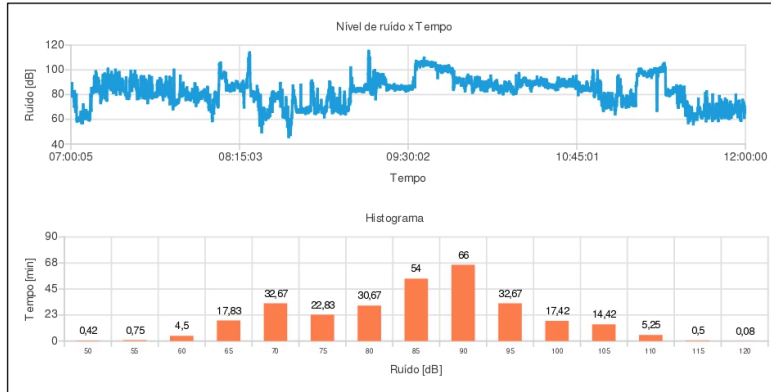 Nível de ruído x Tempo
Ruído [dB]
120
100
80
60
40
07:00:05 08:15:03 09:30:02 10:45:01 12:00:00
Tempo
Histograma
Tempo [min]
90
68
45
23
0
0,42 0,75 4,5 17,83 32,67 22,83 30,67 54 66 32,67 17,42 14,42 5,25 0,5 0,08
50 55 60 65 70 75 80 85 90 95 100 105 110 115 120
Ruído [dB]